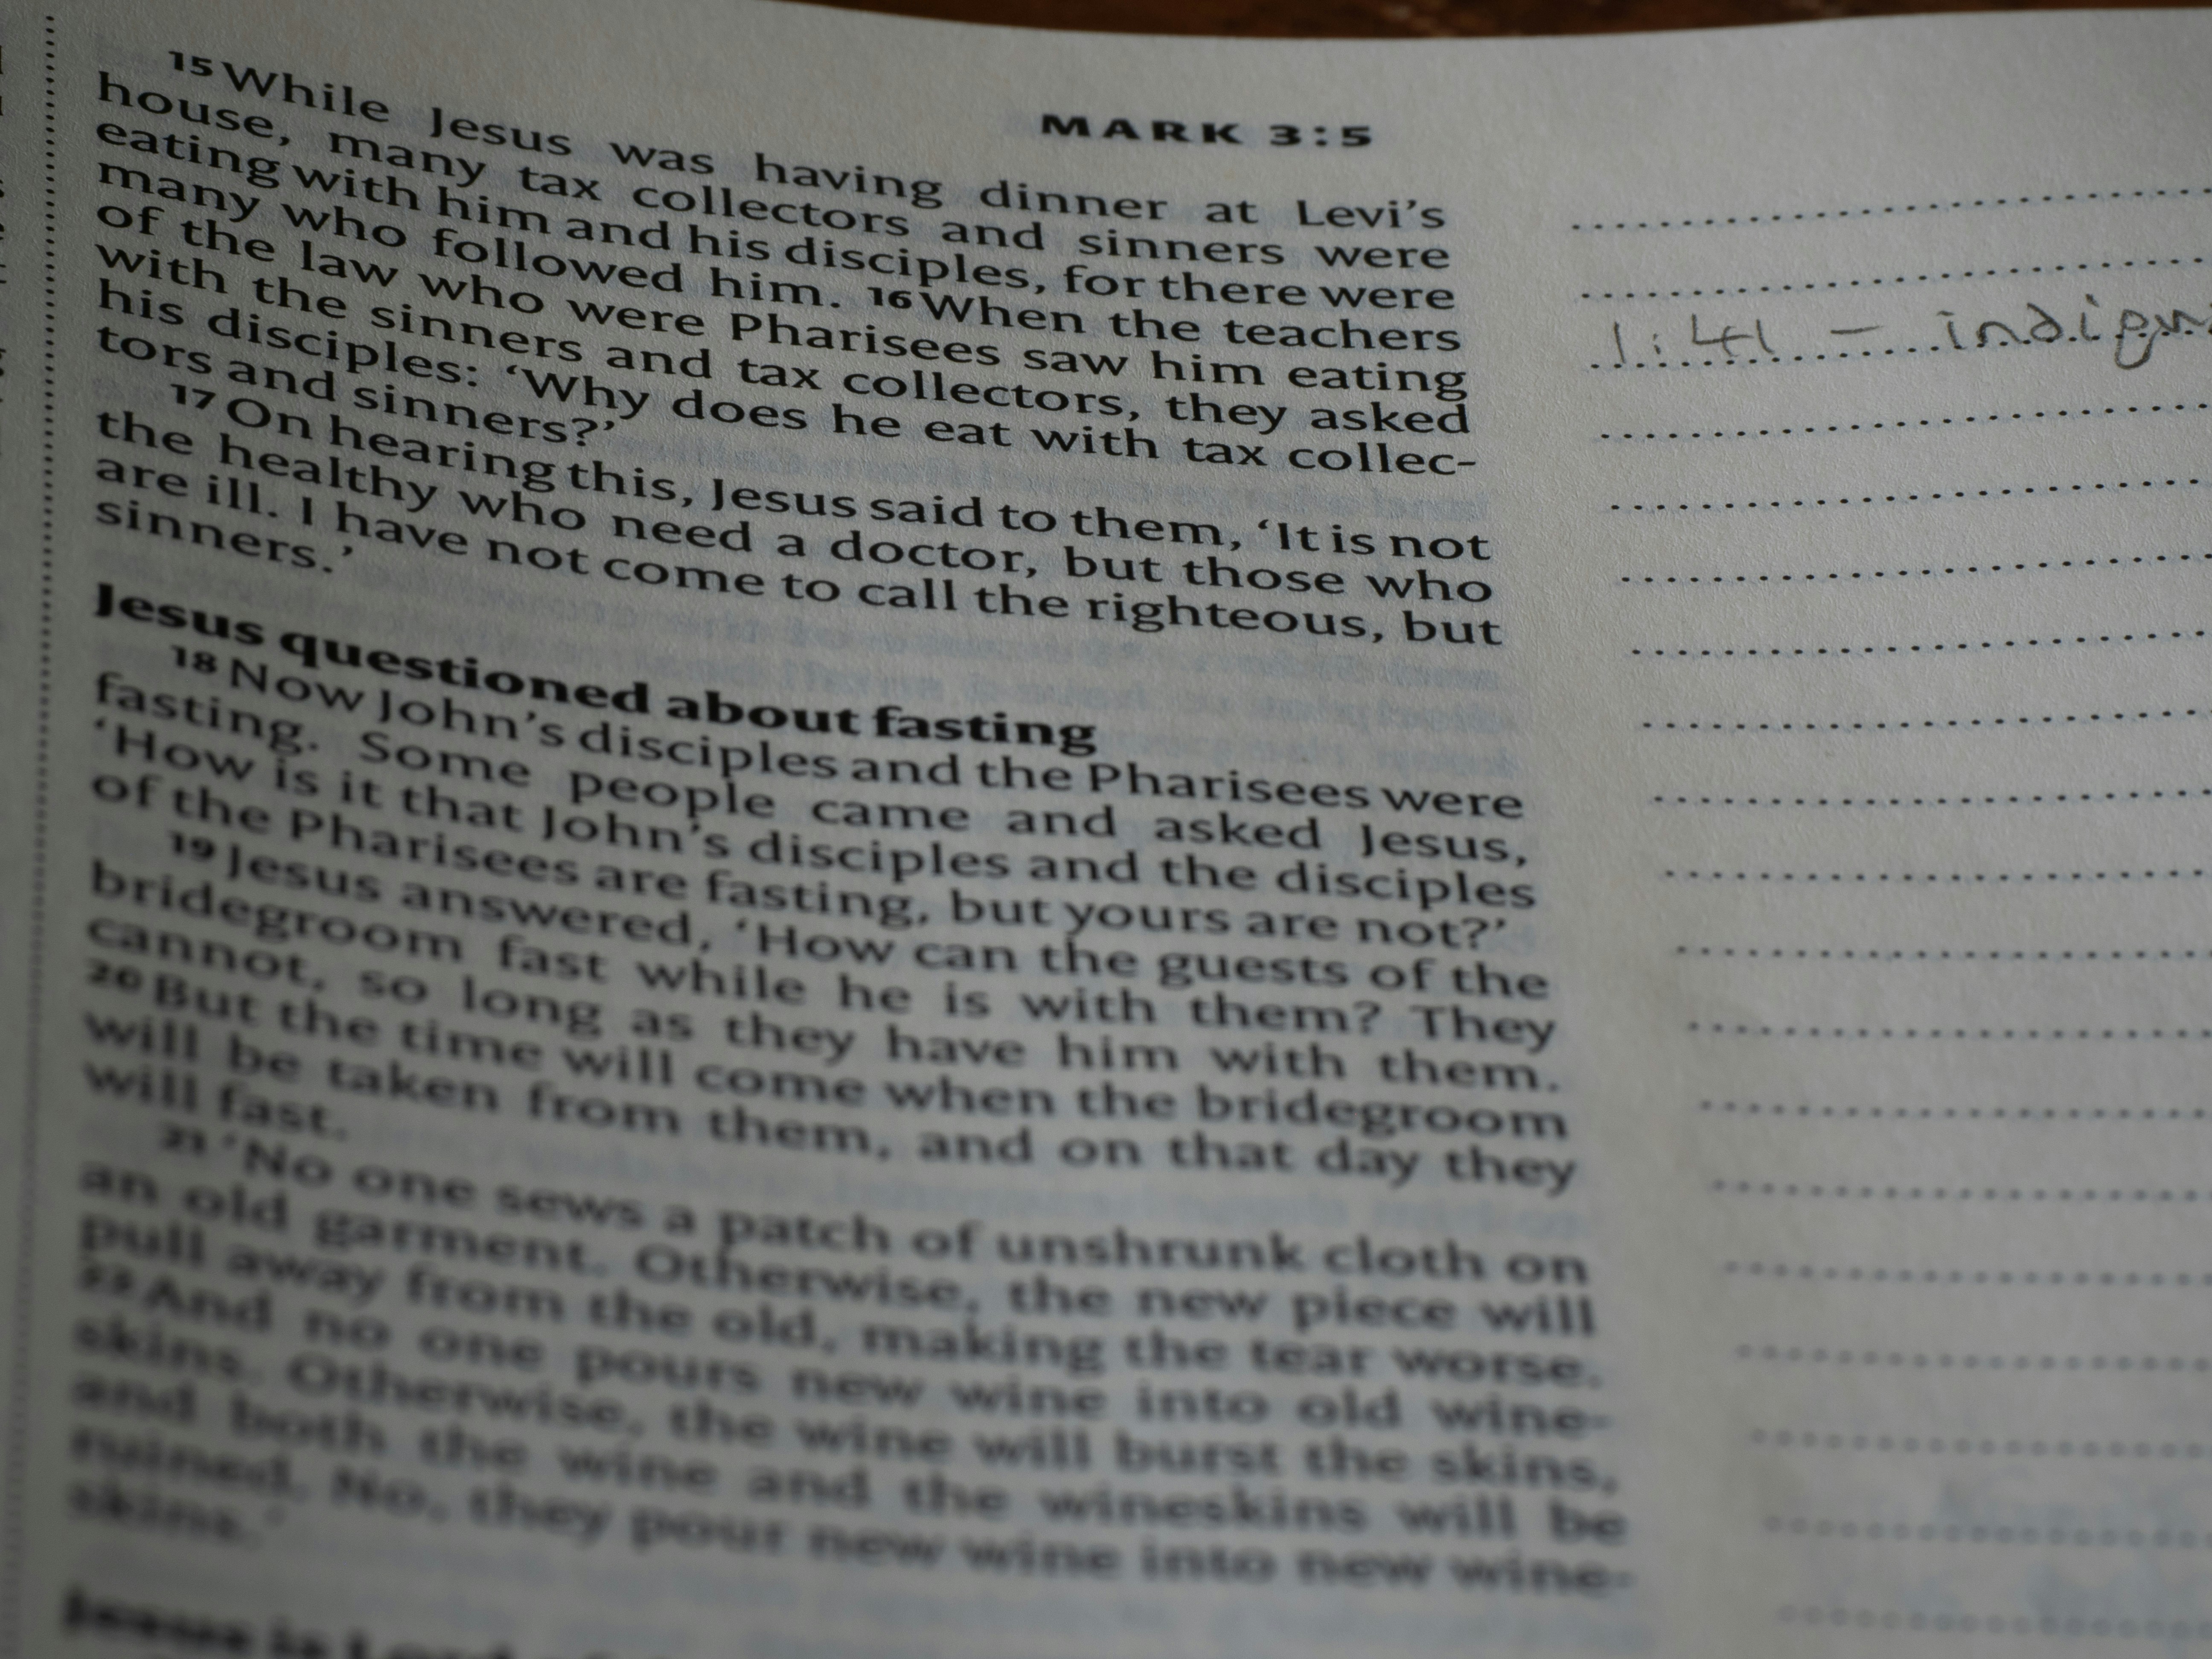 MARK 3:5
15 While Jesus was having dinner at Levi's
house, many tax collectors and sinners were
eating with him and his disciples, for there were
many who followed him. 16 When the teachers
of the law who were Pharisees saw him eating
with the sinners and tax collectors, they asked
his disciples: ‘Why does he eat with tax collec-
tors and sinners?’
17 On hearing this, Jesus said to them, ‘It is not
the healthy who need a doctor, but those who
are ill. I have not come to call the righteous, but
sinners.’
Jesus questioned about fasting
18 Now John’s disciples and the Pharisees were
fasting. Some people came and asked Jesus,
‘How is it that John’s disciples and the disciples
of the Pharisees are fasting, but yours are not?’
19 Jesus answered, ‘How can the guests of the
bridegroom fast while he is with them? They
cannot, so long as they have him with them.
20 But the time will come when the bridegroom
will be taken from them, and on that day they
will fast.
21 ‘No one sews a patch of unshrunk cloth on
an old garment. Otherwise, the new piece will
pull away from the old, making the tear worse.
22 And no one pours new wine into old wine-
skins. Otherwise, the wine will burst the skins,
and both the wine and the wineskins will be
ruined. No, they pour new wine into new wine-
skins.’
Jesus is Lord
1:41 – indign